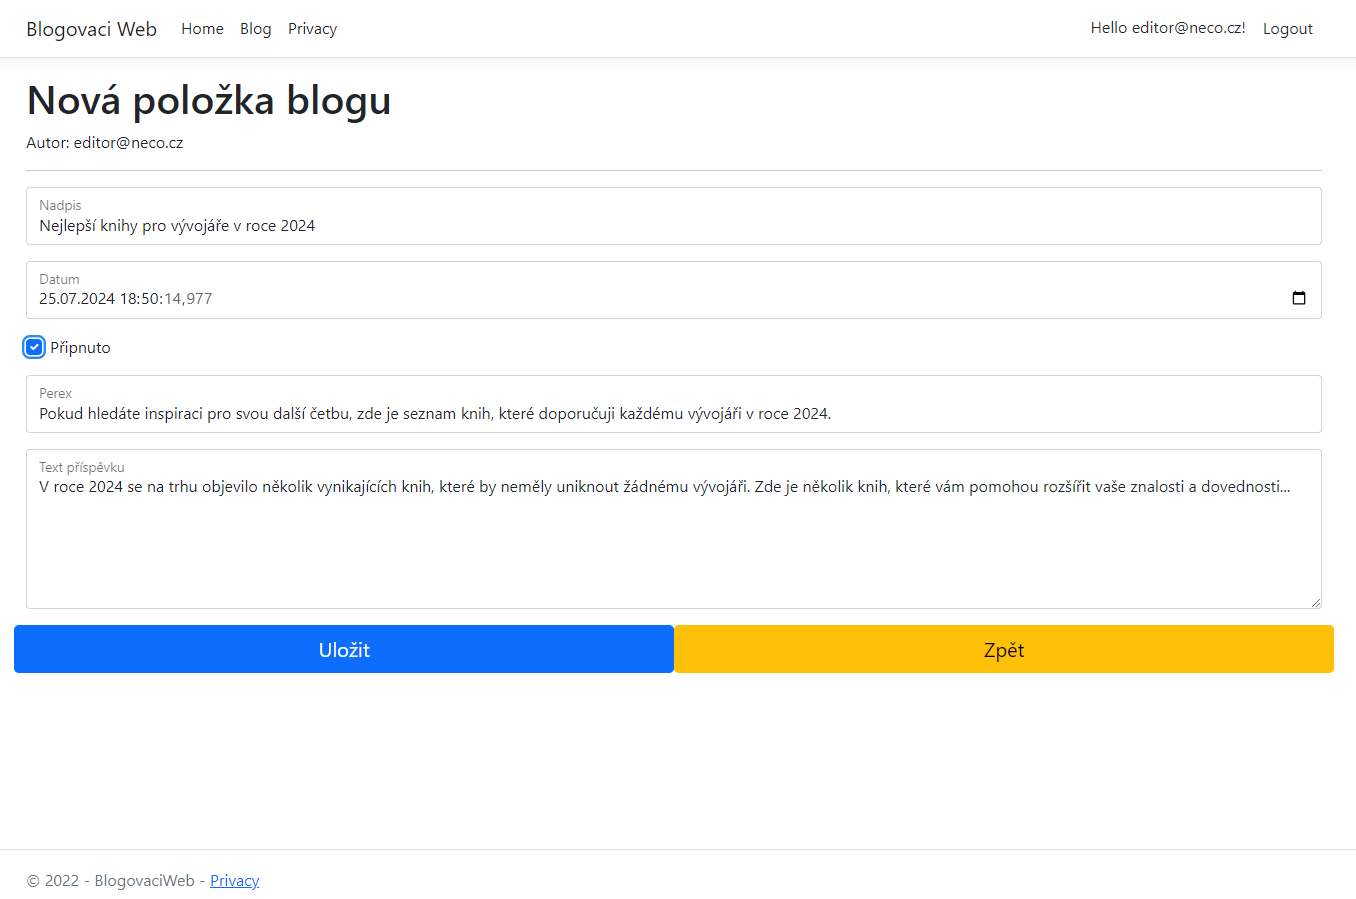 Blogovaci Web Home Blog Privacy Hello editor@neco.cz! Logout
Nová položka blogu
Autor: editor@neco.cz
Nadpis
Nejlepší knihy pro vývojáře v roce 2024
Datum
25.07.2024 18:50:14,977
Připnuto
Perex
Pokud hledáte inspiraci pro svou další četbu, zde je seznam knih, které doporučuji každému vývojáři v roce 2024.
Text příspěvku
V roce 2024 se na trhu objevilo několik vynikajících knih, které by neměly uniknout žádnému vývojáři. Zde je několik knih, které vám pomohou rozšířit vaše znalosti a dovednosti...
Uložit Zpět
© 2022 - BlogovaciWeb - Privacy